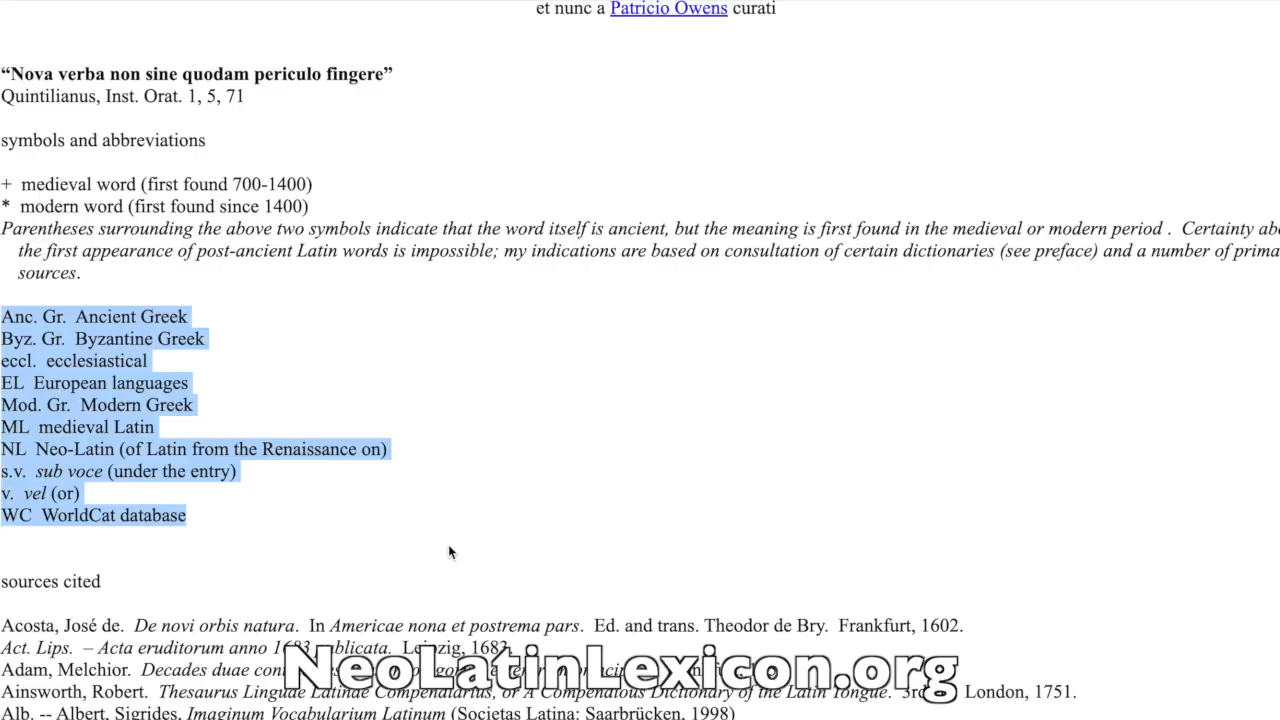 et nunc a Patricio Owens curati
“Nova verba non sine quodam periculo fingere”
Quintilianus, Inst. Orat. 1, 5, 71
symbols and abbreviations
+ medieval word (first found 700-1400)
* modern word (first found since 1400)
Parentheses surrounding the above two symbols indicate that the word itself is ancient, but the meaning is first found in the medieval or modern period . Certainty abo
the first appearance of post-ancient Latin words is impossible; my indications are based on consultation of certain dictionaries (see preface) and a number of prima
sources.
Anc. Gr. Ancient Greek
Byz. Gr. Byzantine Greek
eccl. ecclesiastical
EL European languages
Mod. Gr. Modern Greek
ML medieval Latin
NL Neo-Latin (of Latin from the Renaissance on)
s.v. sub voce (under the entry)
v. vel (or)
WC WorldCat database
sources cited
Acosta, José de. De novi orbis natura. In Americae nona et postrema pars. Ed. and trans. Theodor de Bry. Frankfurt, 1602.
Act. Lips. – Acta eruditorum anno 1683 publicata. Leipzig, 1683.
Adam, Melchior. Decades duae
NeoLatinLexicon.org
Ainsworth, Robert. Thesaurus Linguae Latinae Compendiarius, or A Compendious Dictionary of the Latin Tongue. 3rd London, 1751.
Alb. -- Albert, Sigrides, Imaginum Vocabularium Latinum (Societas Latina: Saarbrücken, 1998)